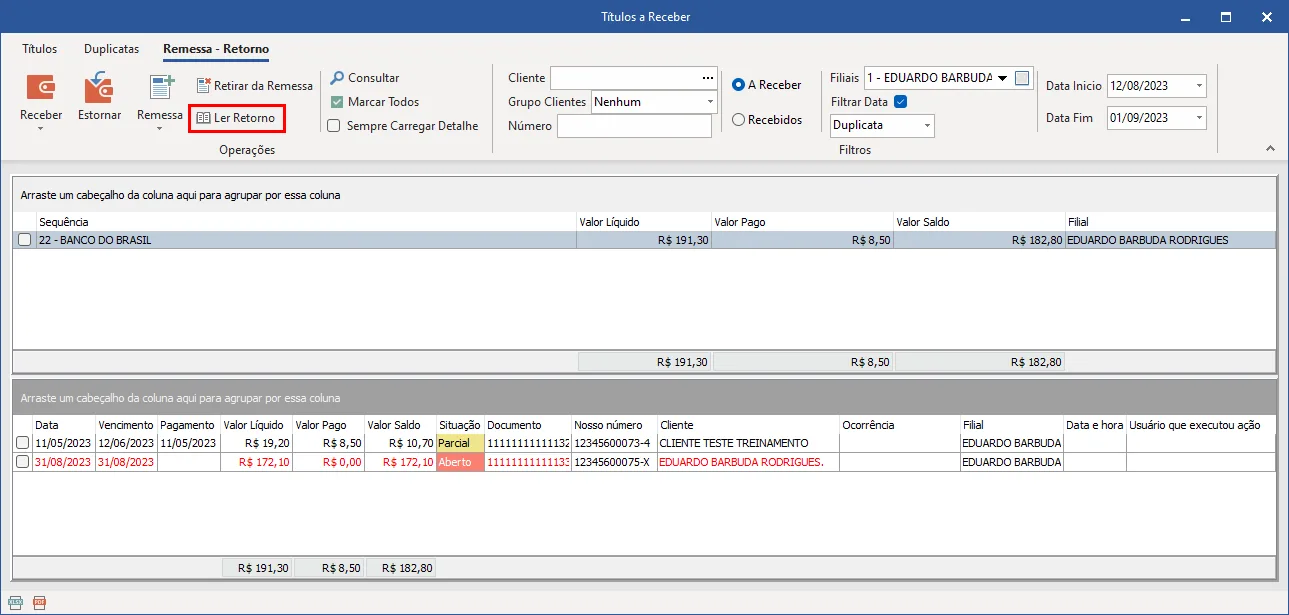 Títulos a Receber
Títulos Duplicatas Remessa - Retorno
Receber Estornar Remessa
Retirar da Remessa
Ler Retorno
Operações
Consultar
Marcar Todos
Sempre Carregar Detalhe
Cliente ...
Grupo Clientes Nenhum
Número
A Receber
Recebidos
Filiais 1 - EDUARDO BARBUDA
Filtrar Data
Duplicata
Filtros
Data Inicio 12/08/2023
Data Fim 01/09/2023
Arraste um cabeçalho da coluna aqui para agrupar por essa coluna
Sequência Valor Líquido Valor Pago Valor Saldo Filial
22 - BANCO DO BRASIL R$ 191,30 R$ 8,50 R$ 182,80 EDUARDO BARBUDA RODRIGUES
R$ 191,30 R$ 8,50 R$ 182,80
Arraste um cabeçalho da coluna aqui para agrupar por essa coluna
Data Vencimento Pagamento Valor Líquido Valor Pago Valor Saldo Situação Documento Nosso número Cliente Ocorrência Filial Data e hora Usuário que executou ação
11/05/2023 12/06/2023 11/05/2023 R$ 19,20 R$ 8,50 R$ 10,70 Parcial 11111111111132 12345600073-4 CLIENTE TESTE TREINAMENTO EDUARDO BARBUDA
31/08/2023 31/08/2023 R$ 172,10 R$ 0,00 R$ 172,10 Aberto 11111111111133 12345600075-X EDUARDO BARBUDA RODRIGUES. EDUARDO BARBUDA
R$ 191,30 R$ 8,50 R$ 182,80
XLSX PDF